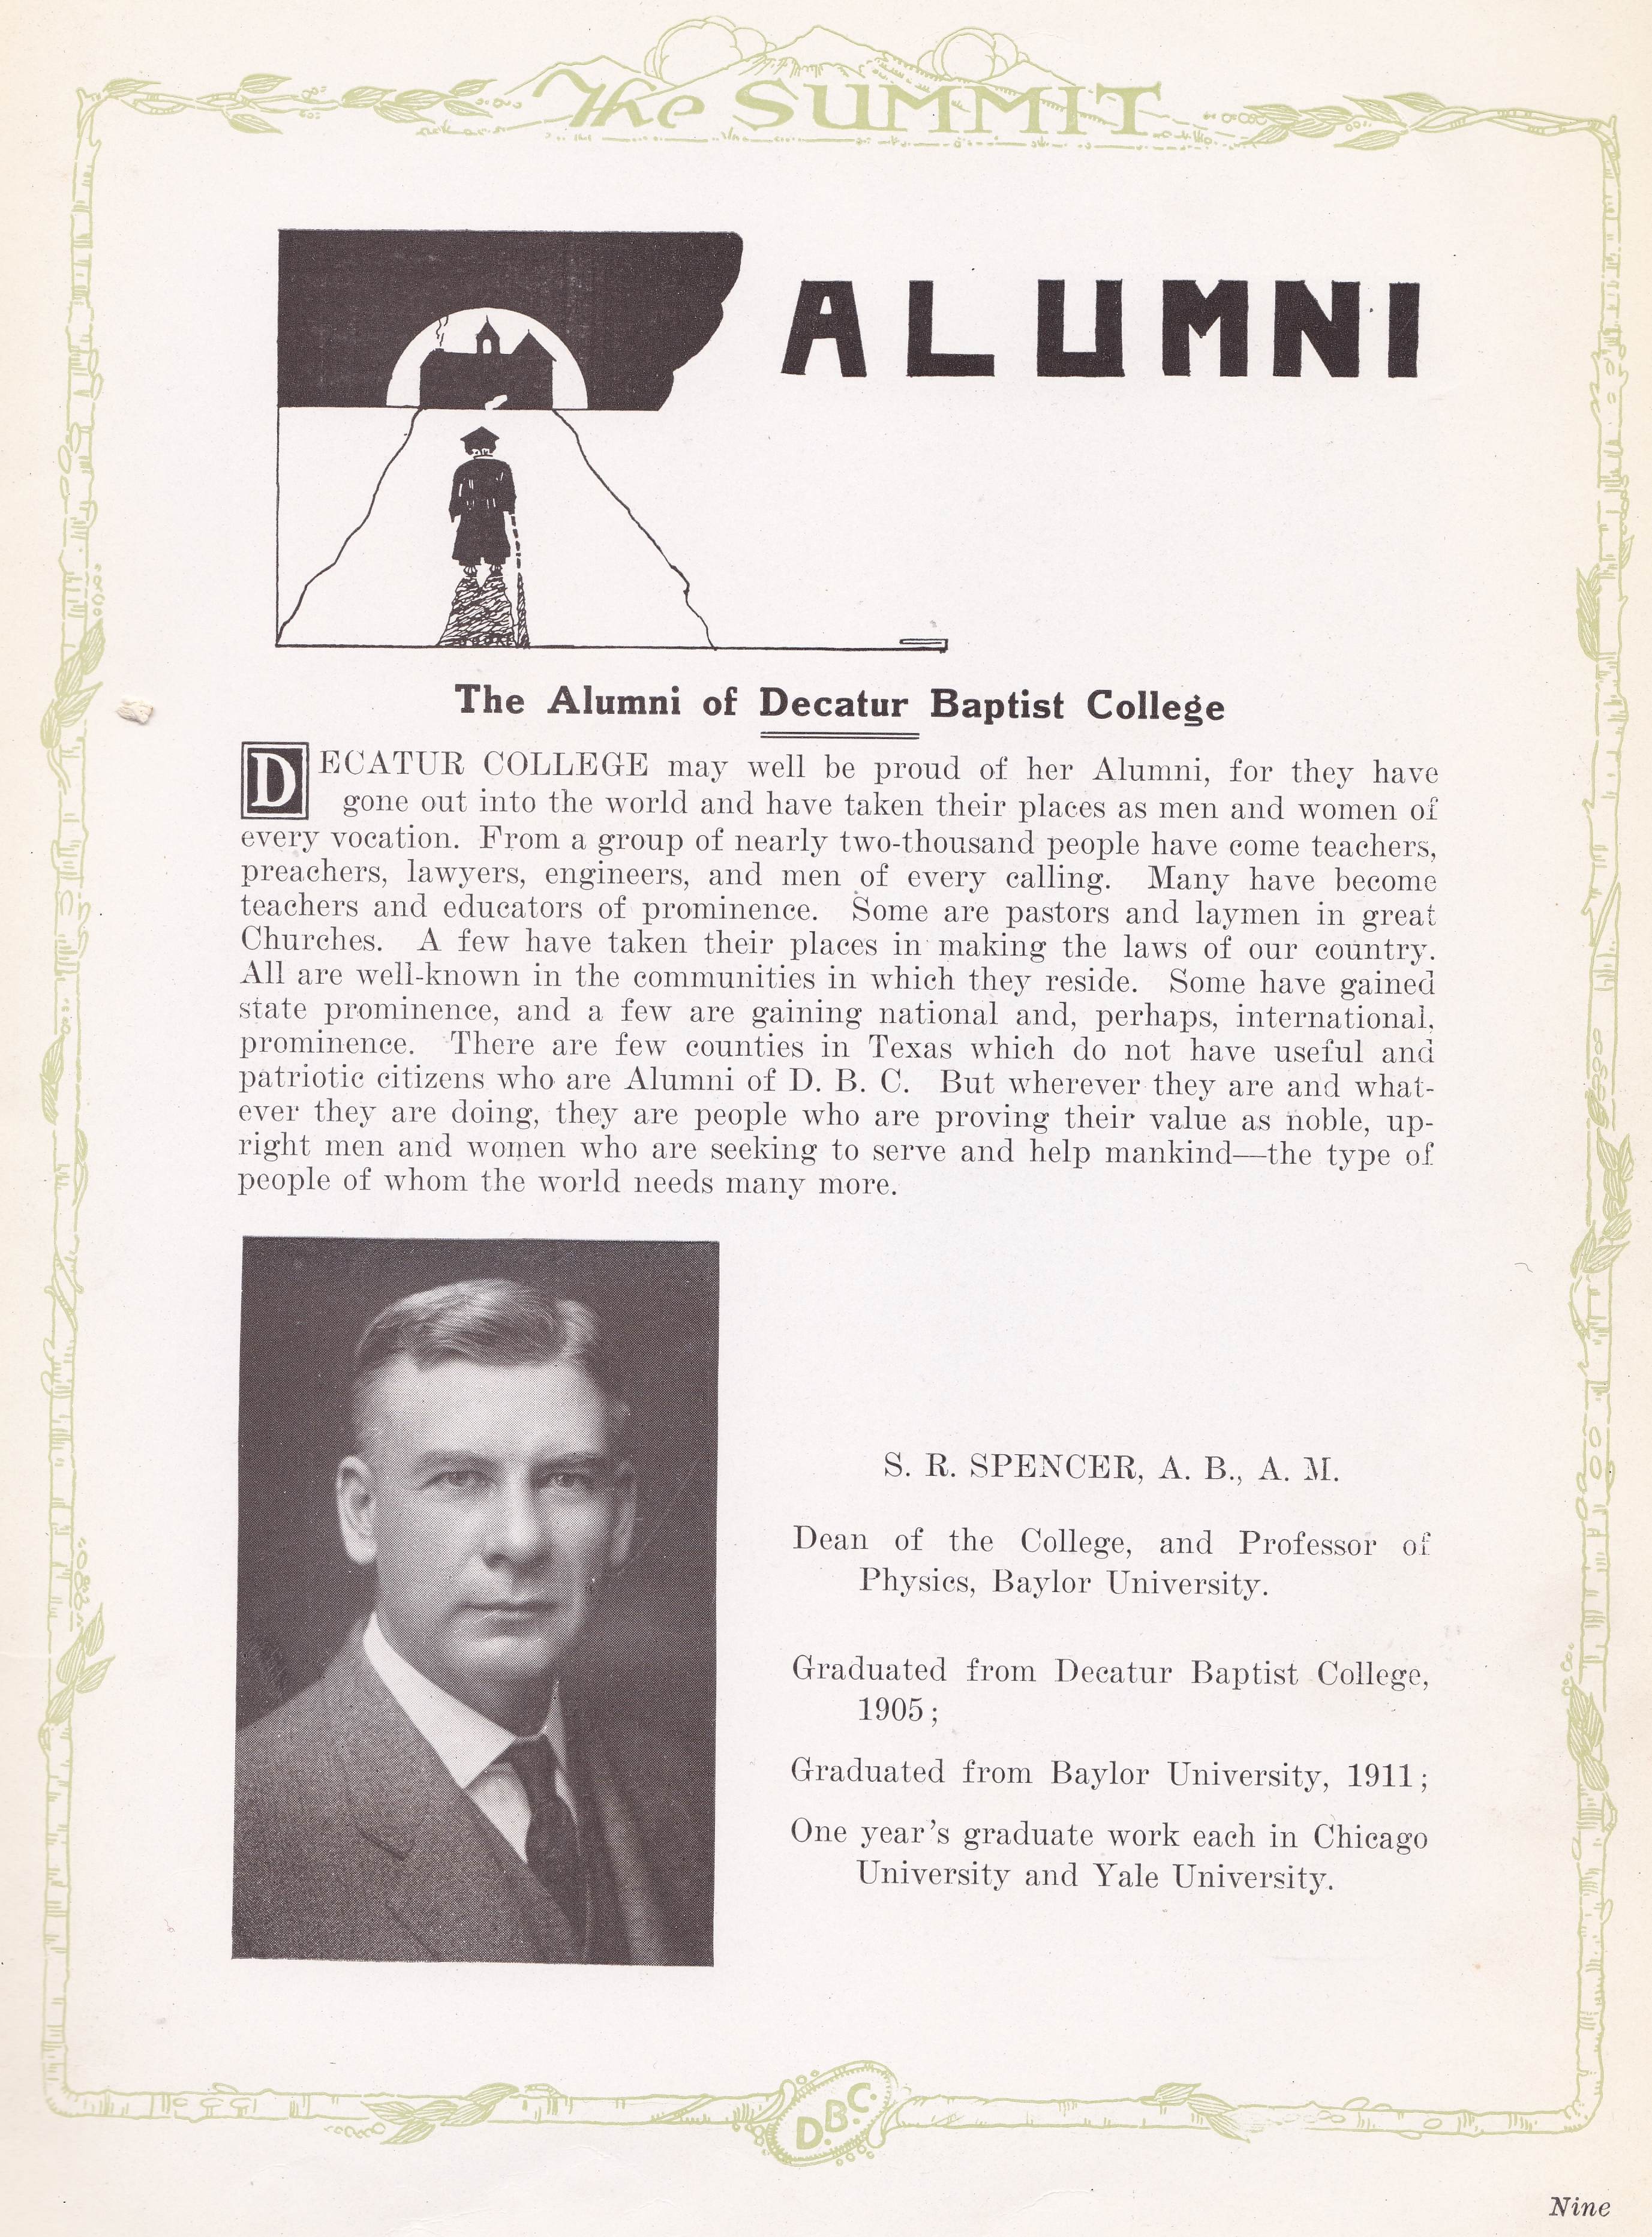 The SUMMIT
ALUMNI
The Alumni of Decatur Baptist College
DECATUR COLLEGE may well be proud of her Alumni, for they have
gone out into the world and have taken their places as men and women of
every vocation. From a group of nearly two-thousand people have come teachers,
preachers, lawyers, engineers, and men of every calling. Many have become
teachers and educators of prominence. Some are pastors and laymen in great
Churches. A few have taken their places in making the laws of our country.
All are well-known in the communities in which they reside. Some have gained
state prominence, and a few are gaining national and, perhaps, international,
prominence. There are few counties in Texas which do not have useful and
patriotic citizens who are Alumni of D. B. C. But wherever they are and what-
ever they are doing, they are people who are proving their value as noble, up-
right men and women who are seeking to serve and help mankind—the type of
people of whom the world needs many more.
S. R. SPENCER, A. B., A. M.
Dean of the College, and Professor of
Physics, Baylor University.
Graduated from Decatur Baptist College,
1905;
Graduated from Baylor University, 1911;
One year's graduate work each in Chicago
University and Yale University.
D.B.C.
Nine